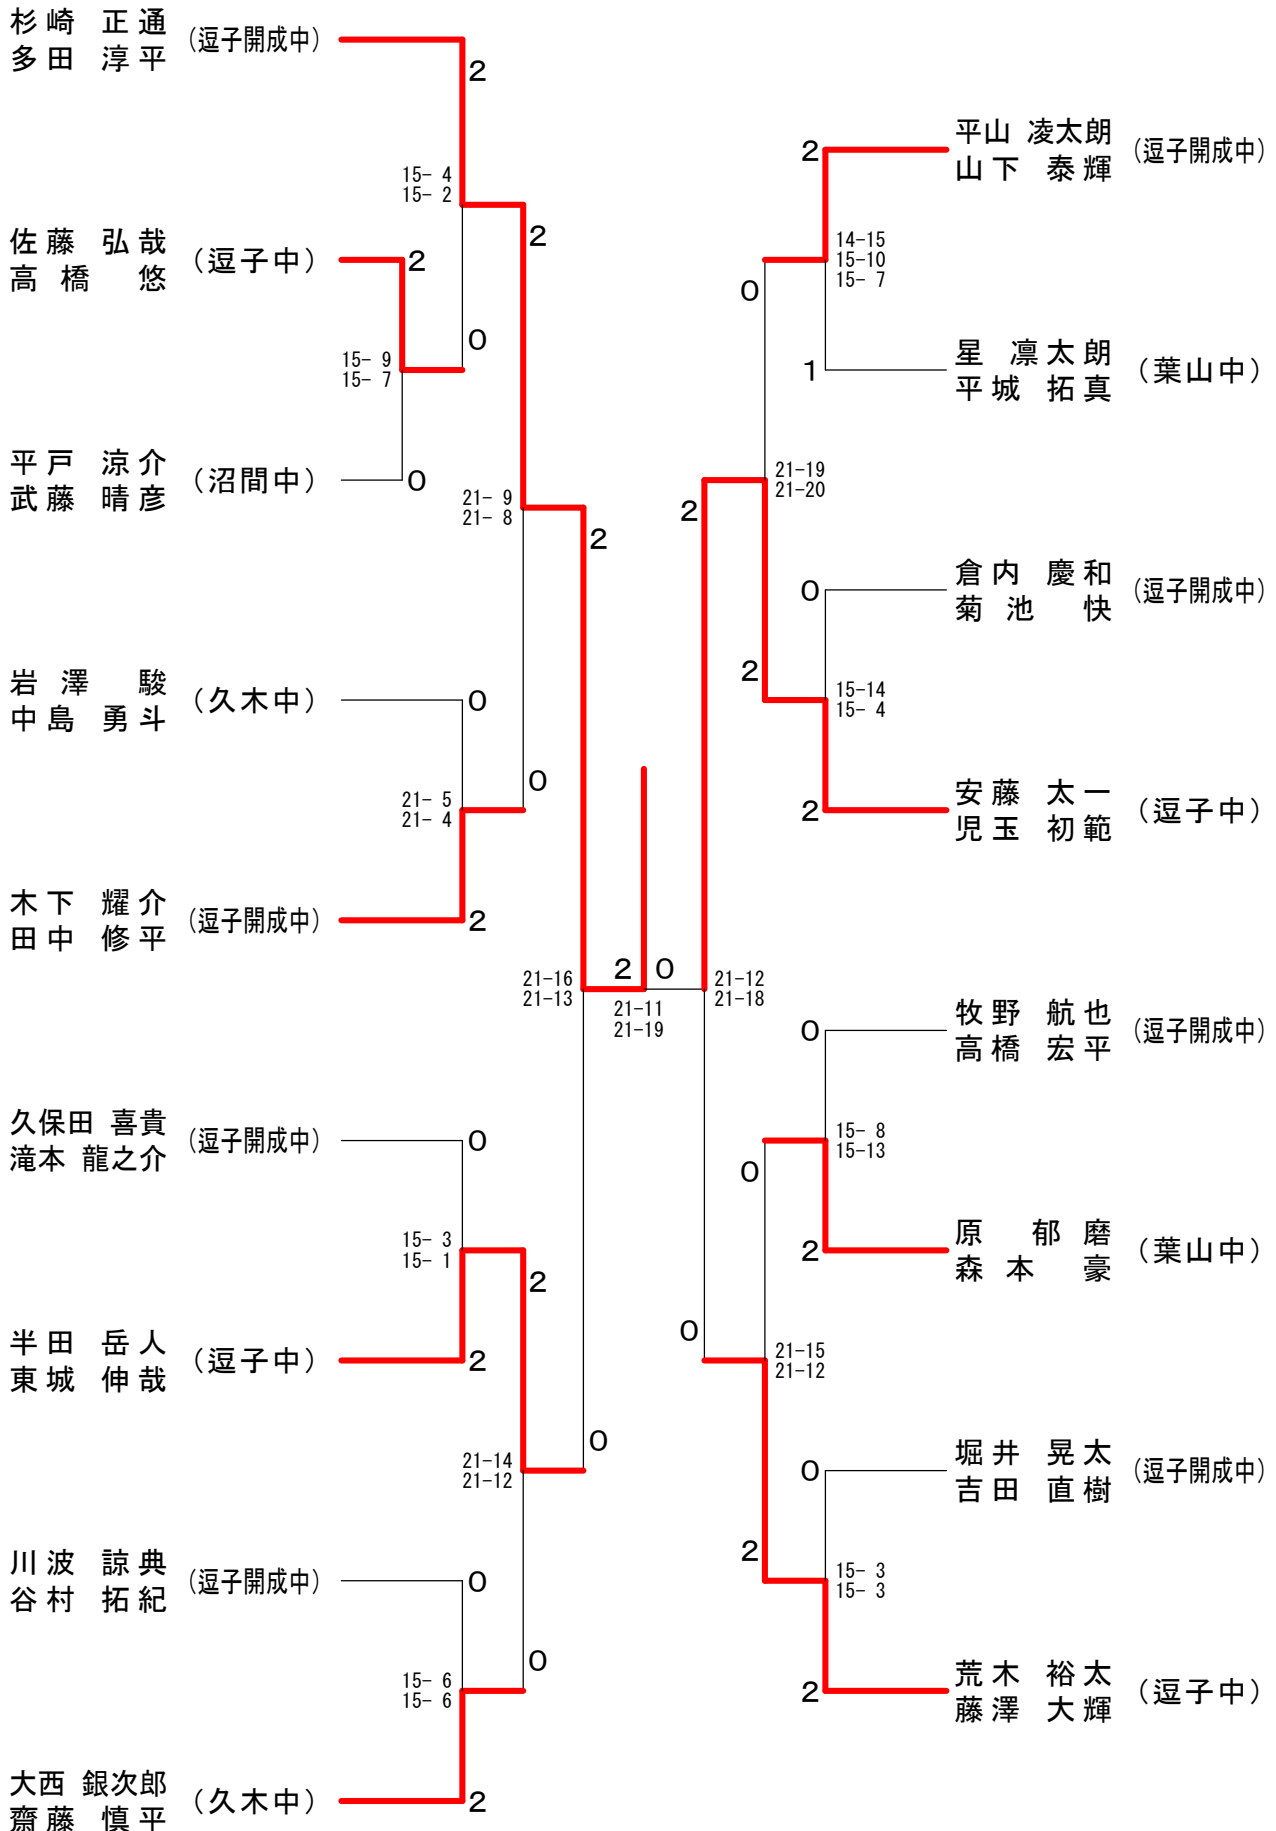 杉崎 正通
多田 淳平
(逗子開成中)
2
15- 4
15- 2
2
佐藤 弘哉
高橋 悠
(逗子中)
2
0
15- 9
15- 7
平戸 涼介
武藤 晴彦
(沼間中)
0
21- 9
21- 8
2
岩澤 駿
中島 勇斗
(久木中)
0
0
21- 5
21- 4
木下 耀介
田中 修平
(逗子開成中)
2
21-16
21-13
2
0
21-11
21-19
久保田 喜貴
滝本 龍之介
(逗子開成中)
0
15- 3
15- 1
2
半田 岳人
東城 伸哉
(逗子中)
2
21-14
21-12
0
川波 諒典
谷村 拓紀
(逗子開成中)
0
0
15- 6
15- 6
大西 銀次郎
齋藤 慎平
(久木中)
2
2
平山 凌太朗
山下 泰輝
(逗子開成中)
14-15
15-10
15- 7
0
1
星 凛太朗
平城 拓真
(葉山中)
21-19
21-20
2
0
倉内 慶和
菊池 快
(逗子開成中)
2
15-14
15- 4
2
安藤 太一
児玉 初範
(逗子中)
21-12
21-18
0
牧野 航也
高橋 宏平
(逗子開成中)
15- 8
15-13
0
2
原 郁磨
森本 豪
(葉山中)
0
21-15
21-12
0
堀井 晃太
吉田 直樹
(逗子開成中)
2
15- 3
15- 3
2
荒木 裕太
藤澤 大輝
(逗子中)